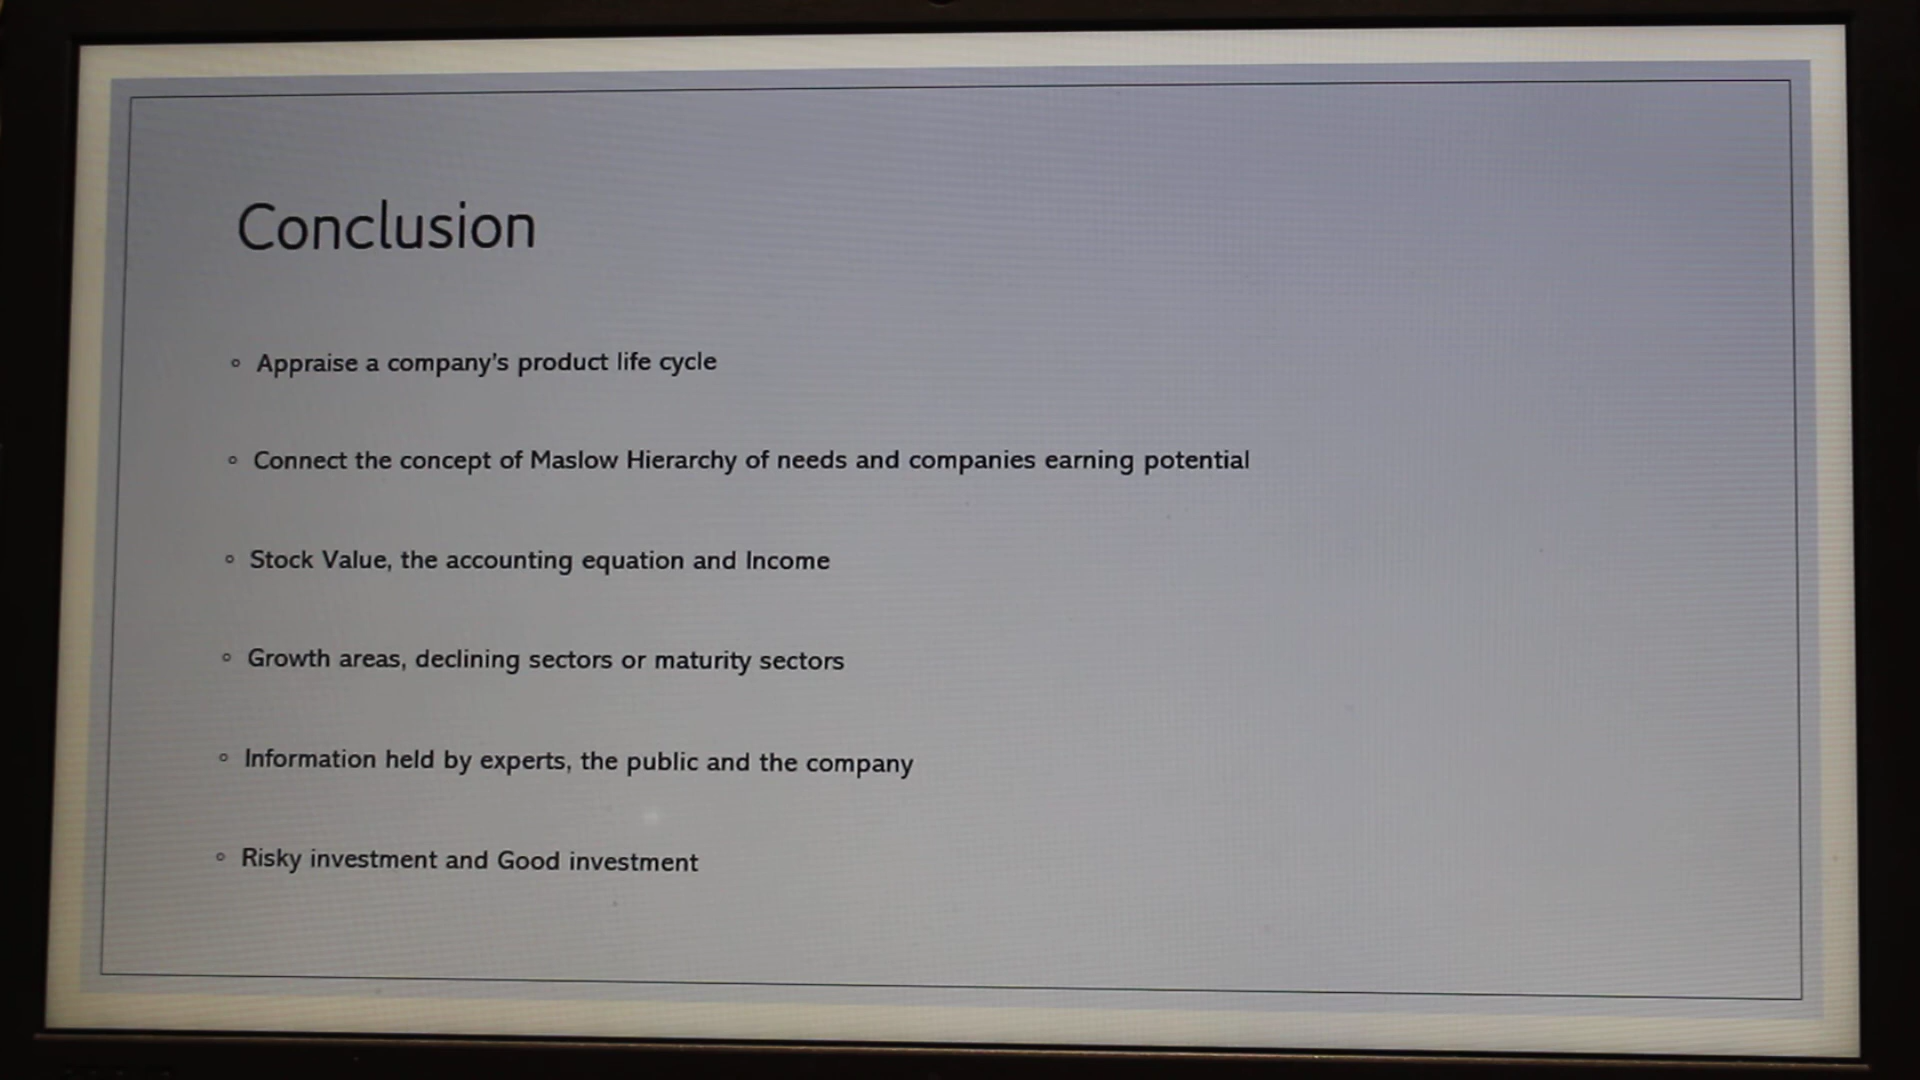 Conclusion
◦ Appraise a company's product life cycle
◦ Connect the concept of Maslow Hierarchy of needs and companies earning potential
◦ Stock Value, the accounting equation and Income
◦ Growth areas, declining sectors or maturity sectors
◦ Information held by experts, the public and the company
◦ Risky investment and Good investment